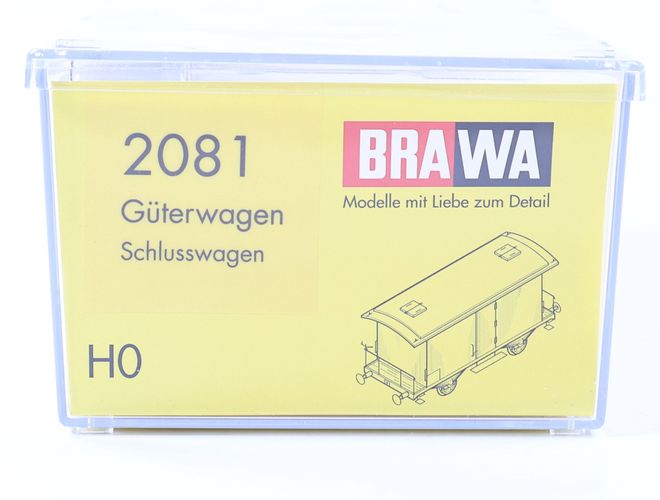 2081
Güterwagen
Schlusswagen
H0
BRAWA
Modelle mit Liebe zum Detail